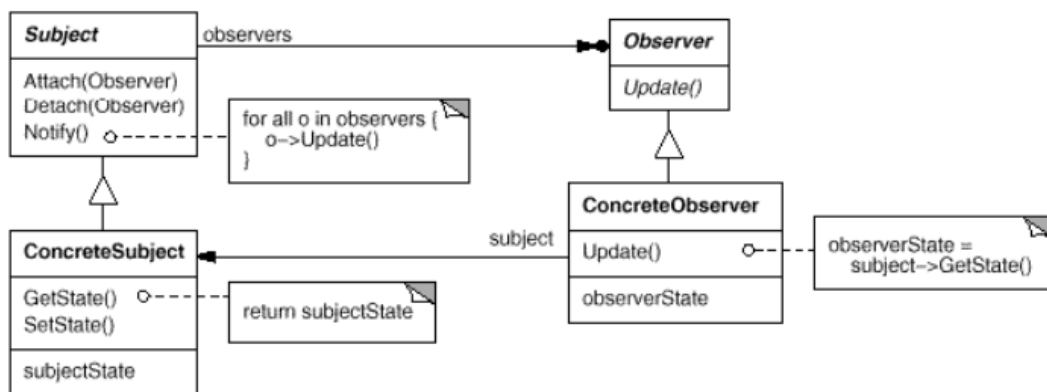 Subject
Attach(Observer)
Detach(Observer)
Notify()
observers
for all o in observers {
o->Update()
}
Observer
Update()
ConcreteSubject
GetState()
SetState()
subjectState
return subjectState
subject
ConcreteObserver
Update()
observerState
observerState =
subject->GetState()